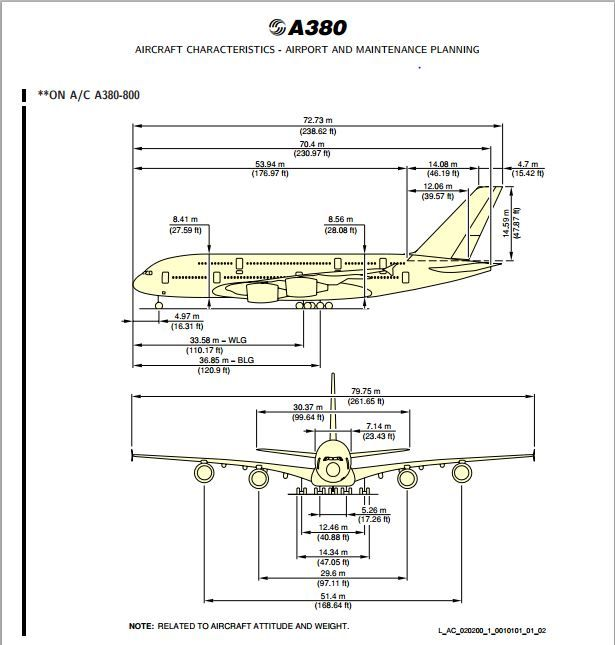 A380
AIRCRAFT CHARACTERISTICS - AIRPORT AND MAINTENANCE PLANNING
**ON A/C A380-800
72.73 m
(238.62 ft)
70.4 m
(230.97 ft)
53.94 m
(176.97 ft)
14.08 m
(46.19 ft)
4.7 m
(15.42 ft)
12.06 m
(39.57 ft)
14.59 m
(47.87 ft)
8.41 m
(27.59 ft)
8.56 m
(28.08 ft)
4.97 m
(16.31 ft)
33.58 m – WLG
(110.17 ft)
36.85 m – BLG
(120.9 ft)
79.75 m
(261.65 ft)
30.37 m
(99.64 ft)
7.14 m
(23.43 ft)
5.26 m
(17.26 ft)
12.46 m
(40.88 ft)
14.34 m
(47.05 ft)
29.6 m
(97.11 ft)
51.4 m
(168.64 ft)
NOTE: RELATED TO AIRCRAFT ATTITUDE AND WEIGHT.
L_AC_020200_1_0010101_01_02